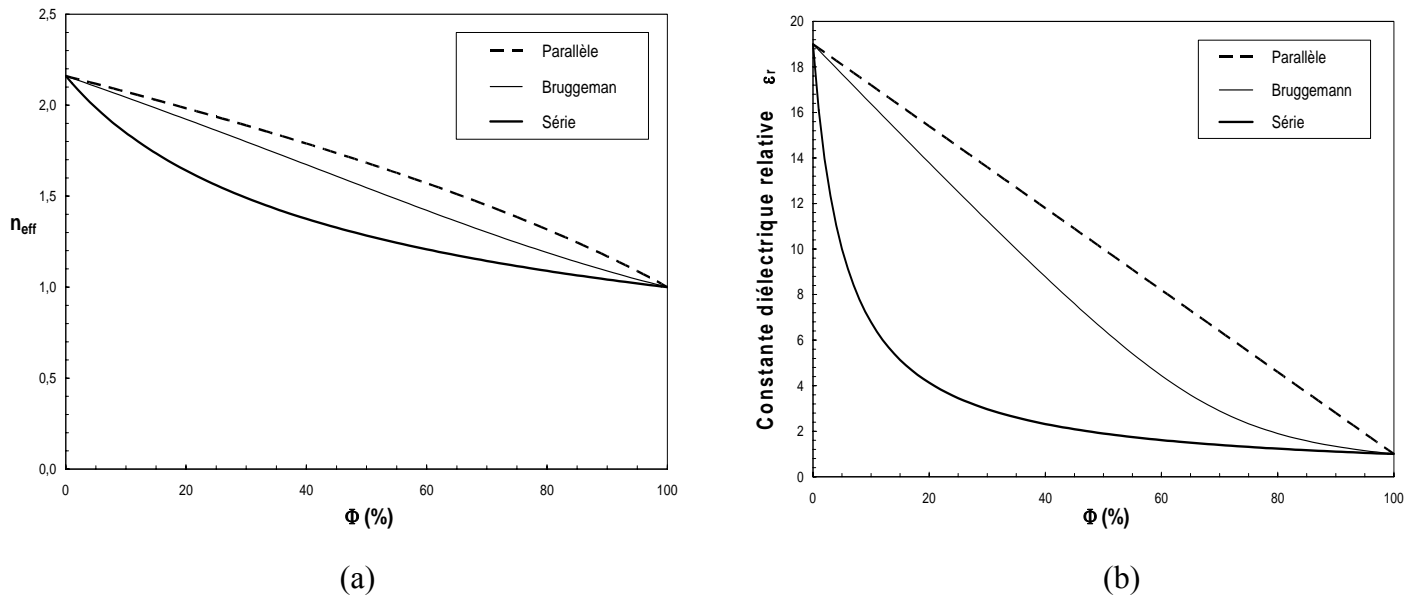 2,5
2,0
1,5
1,0
0,5
0,0
n_eff
0 20 40 60 80 100
Φ (%)
Parallèle
Bruggeman
Série
(a)
20
18
16
14
12
10
8
6
4
2
0
Constante diélectrique relative ε_r
0 20 40 60 80 100
Φ (%)
Parallèle
Bruggemann
Série
(b)